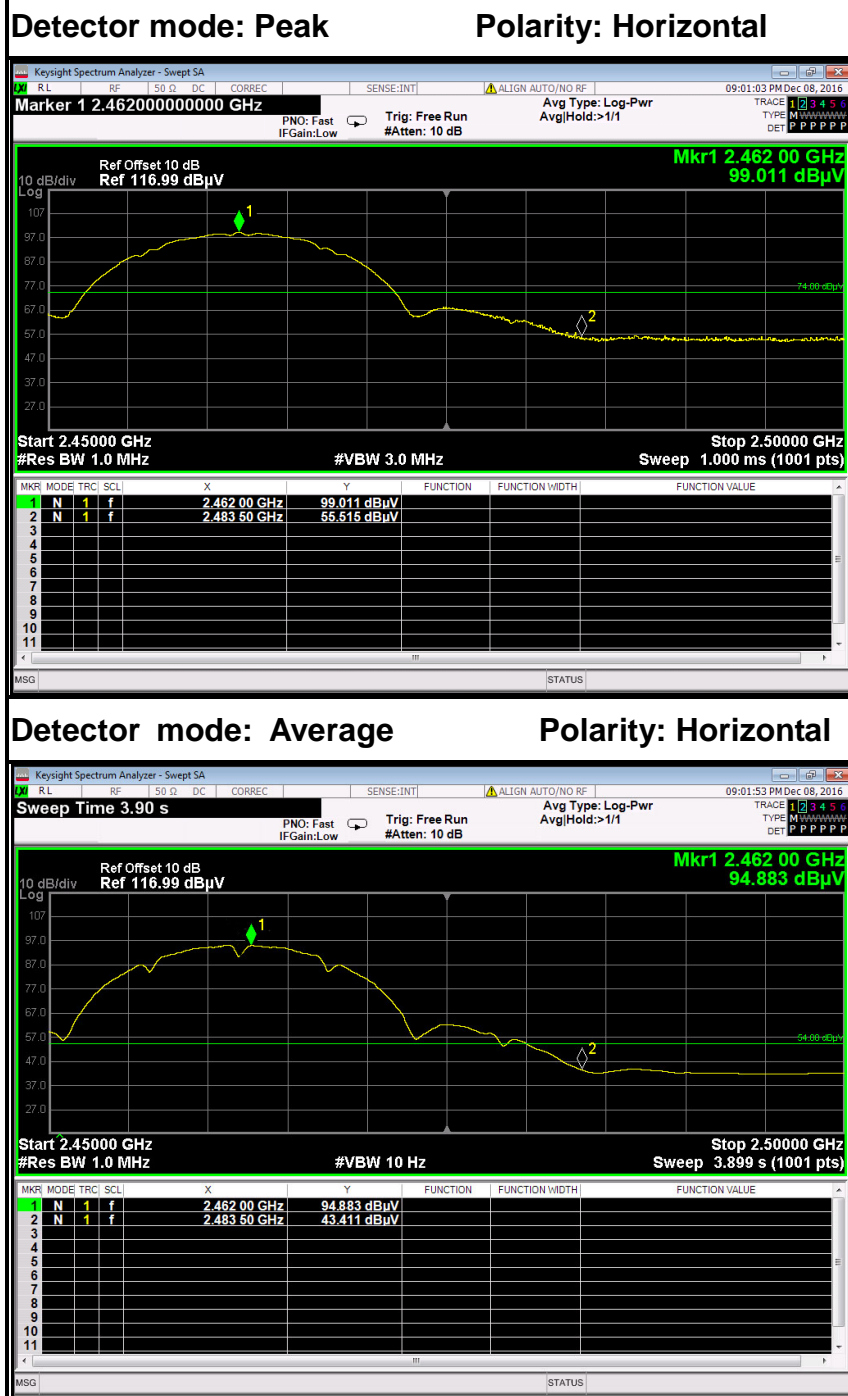 Detector mode: Peak Polarity: Horizontal
Keysight Spectrum Analyzer - Swept SA
LXI RL RF 50 Ω DC CORREC SENSE:INT ALIGN AUTO/NO RF 09:01:03 PM Dec 08, 2016
Marker 1 2.462000000000 GHz
PNO: Fast
IFGain:Low
Trig: Free Run
#Atten: 10 dB
Avg Type: Log-Pwr
Avg|Hold:>1/1
TRACE 1 2 3 4 5 6
TYPE M WWWWW
DET P P P P P P
Mkr1 2.462 00 GHz
99.011 dBµV
Ref Offset 10 dB
10 dB/div Ref 116.99 dBµV
Log
107
97.0
87.0
77.0
67.0
57.0
47.0
37.0
27.0
1
2
74.00 dBµV
Start 2.45000 GHz Stop 2.50000 GHz
#Res BW 1.0 MHz #VBW 3.0 MHz Sweep 1.000 ms (1001 pts)
MKR MODE TRC SCL X Y FUNCTION FUNCTION WIDTH FUNCTION VALUE
1 N 1 f 2.462 00 GHz 99.011 dBµV
2 N 1 f 2.483 50 GHz 55.515 dBµV
3
4
5
6
7
8
9
10
11
MSG STATUS
Detector mode: Average Polarity: Horizontal
Keysight Spectrum Analyzer - Swept SA
LXI RL RF 50 Ω DC CORREC SENSE:INT ALIGN AUTO/NO RF 09:01:53 PM Dec 08, 2016
Sweep Time 3.90 s
PNO: Fast
IFGain:Low
Trig: Free Run
#Atten: 10 dB
Avg Type: Log-Pwr
Avg|Hold:>1/1
TRACE 1 2 3 4 5 6
TYPE M WWWWW
DET P P P P P P
Mkr1 2.462 00 GHz
94.883 dBµV
Ref Offset 10 dB
10 dB/div Ref 116.99 dBµV
Log
107
97.0
87.0
77.0
67.0
57.0
47.0
37.0
27.0
1
2
54.00 dBµV
Start 2.45000 GHz Stop 2.50000 GHz
#Res BW 1.0 MHz #VBW 10 Hz Sweep 3.899 s (1001 pts)
MKR MODE TRC SCL X Y FUNCTION FUNCTION WIDTH FUNCTION VALUE
1 N 1 f 2.462 00 GHz 94.883 dBµV
2 N 1 f 2.483 50 GHz 43.411 dBµV
3
4
5
6
7
8
9
10
11
MSG STATUS